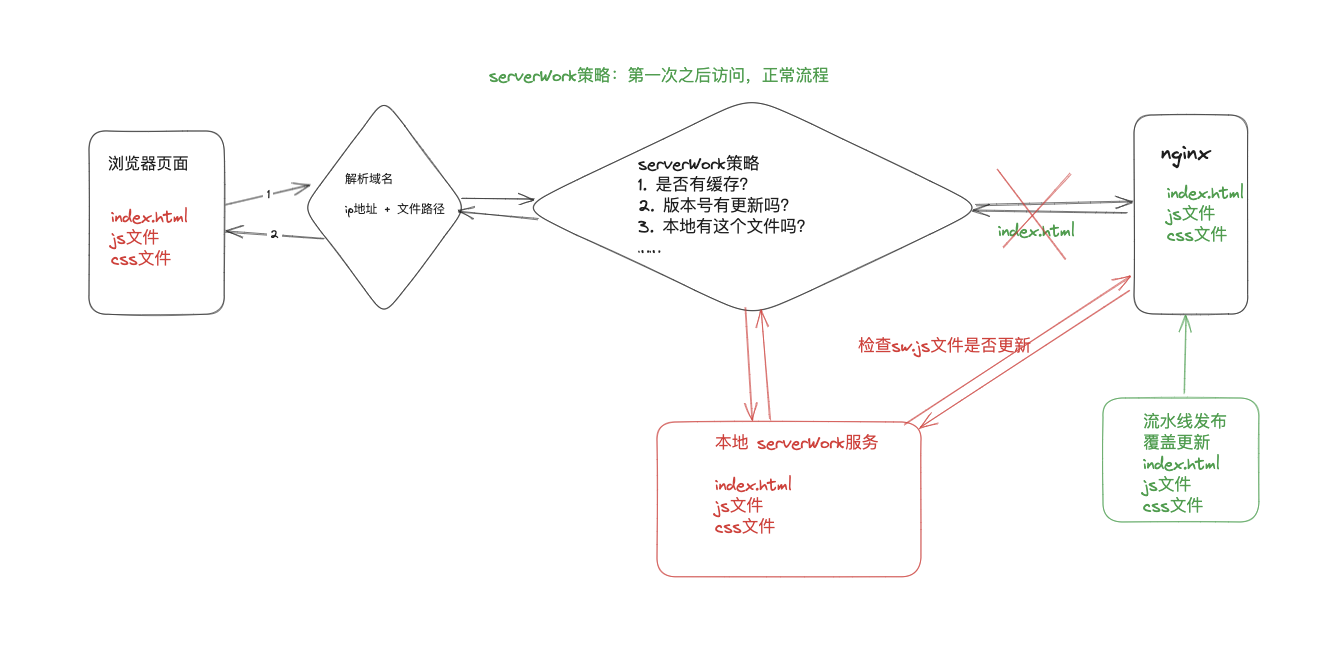 serverWork策略：第一次之后访问，正常流程
浏览器页面
index.html
js文件
css文件
1
2
解析域名
ip地址 + 文件路径
serverWork策略
1. 是否有缓存?
2. 版本号有更新吗?
3. 本地有这个文件吗?
......
index.html
nginx
index.html
js文件
css文件
检查sw.js文件是否更新
本地 serverWork服务
index.html
js文件
css文件
流水线发布
覆盖更新
index.html
js文件
css文件